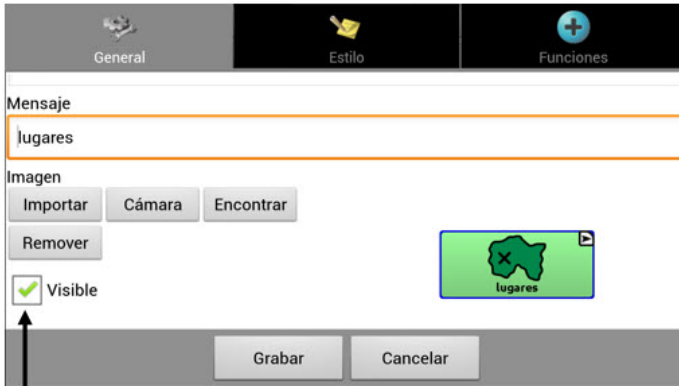 General
Estilo
Funciones
Mensaje
lugares
Imagen
Importar
Cámara
Encontrar
Remover
Visible
lugares
Grabar
Cancelar